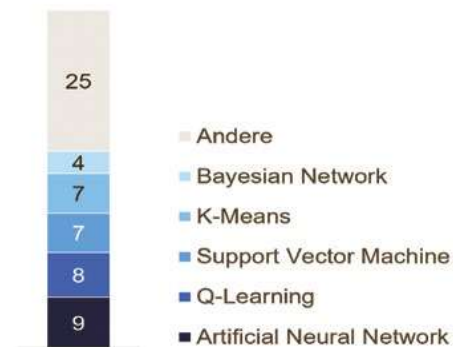 25
4
7
7
8
9
Andere
Bayesian Network
K-Means
Support Vector Machine
Q-Learning
Artificial Neural Network